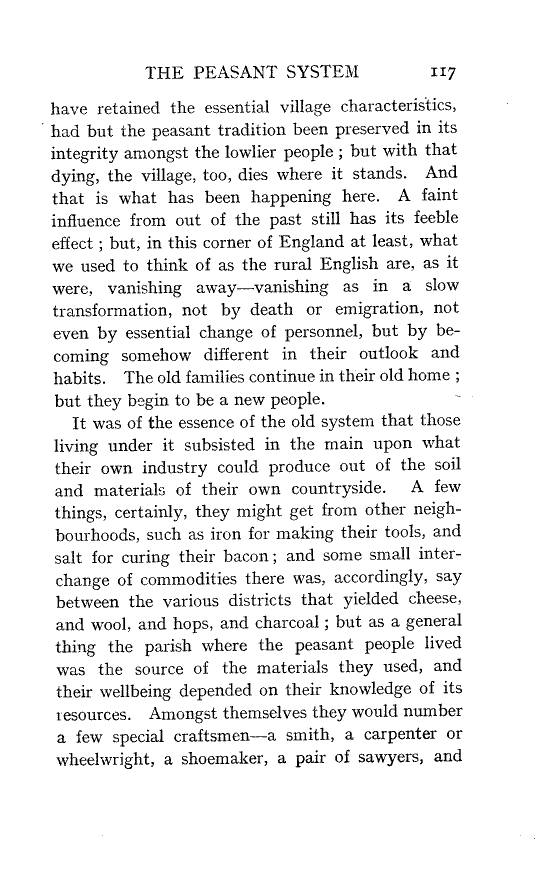 THE PEASANT SYSTEM 117
have retained the essential village characteristics,
had but the peasant tradition been preserved in its
integrity amongst the lowlier people ; but with that
dying, the village, too, dies where it stands. And
that is what has been happening here. A faint
influence from out of the past still has its feeble
effect ; but, in this corner of England at least, what
we used to think of as the rural English are, as it
were, vanishing away—vanishing as in a slow
transformation, not by death or emigration, not
even by essential change of personnel, but by be-
coming somehow different in their outlook and
habits. The old families continue in their old home ;
but they begin to be a new people.
It was of the essence of the old system that those
living under it subsisted in the main upon what
their own industry could produce out of the soil
and materials of their own countryside. A few
things, certainly, they might get from other neigh-
bourhoods, such as iron for making their tools, and
salt for curing their bacon ; and some small inter-
change of commodities there was, accordingly, say
between the various districts that yielded cheese,
and wool, and hops, and charcoal ; but as a general
thing the parish where the peasant people lived
was the source of the materials they used, and
their wellbeing depended on their knowledge of its
resources. Amongst themselves they would number
a few special craftsmen—a smith, a carpenter or
wheelwright, a shoemaker, a pair of sawyers, and